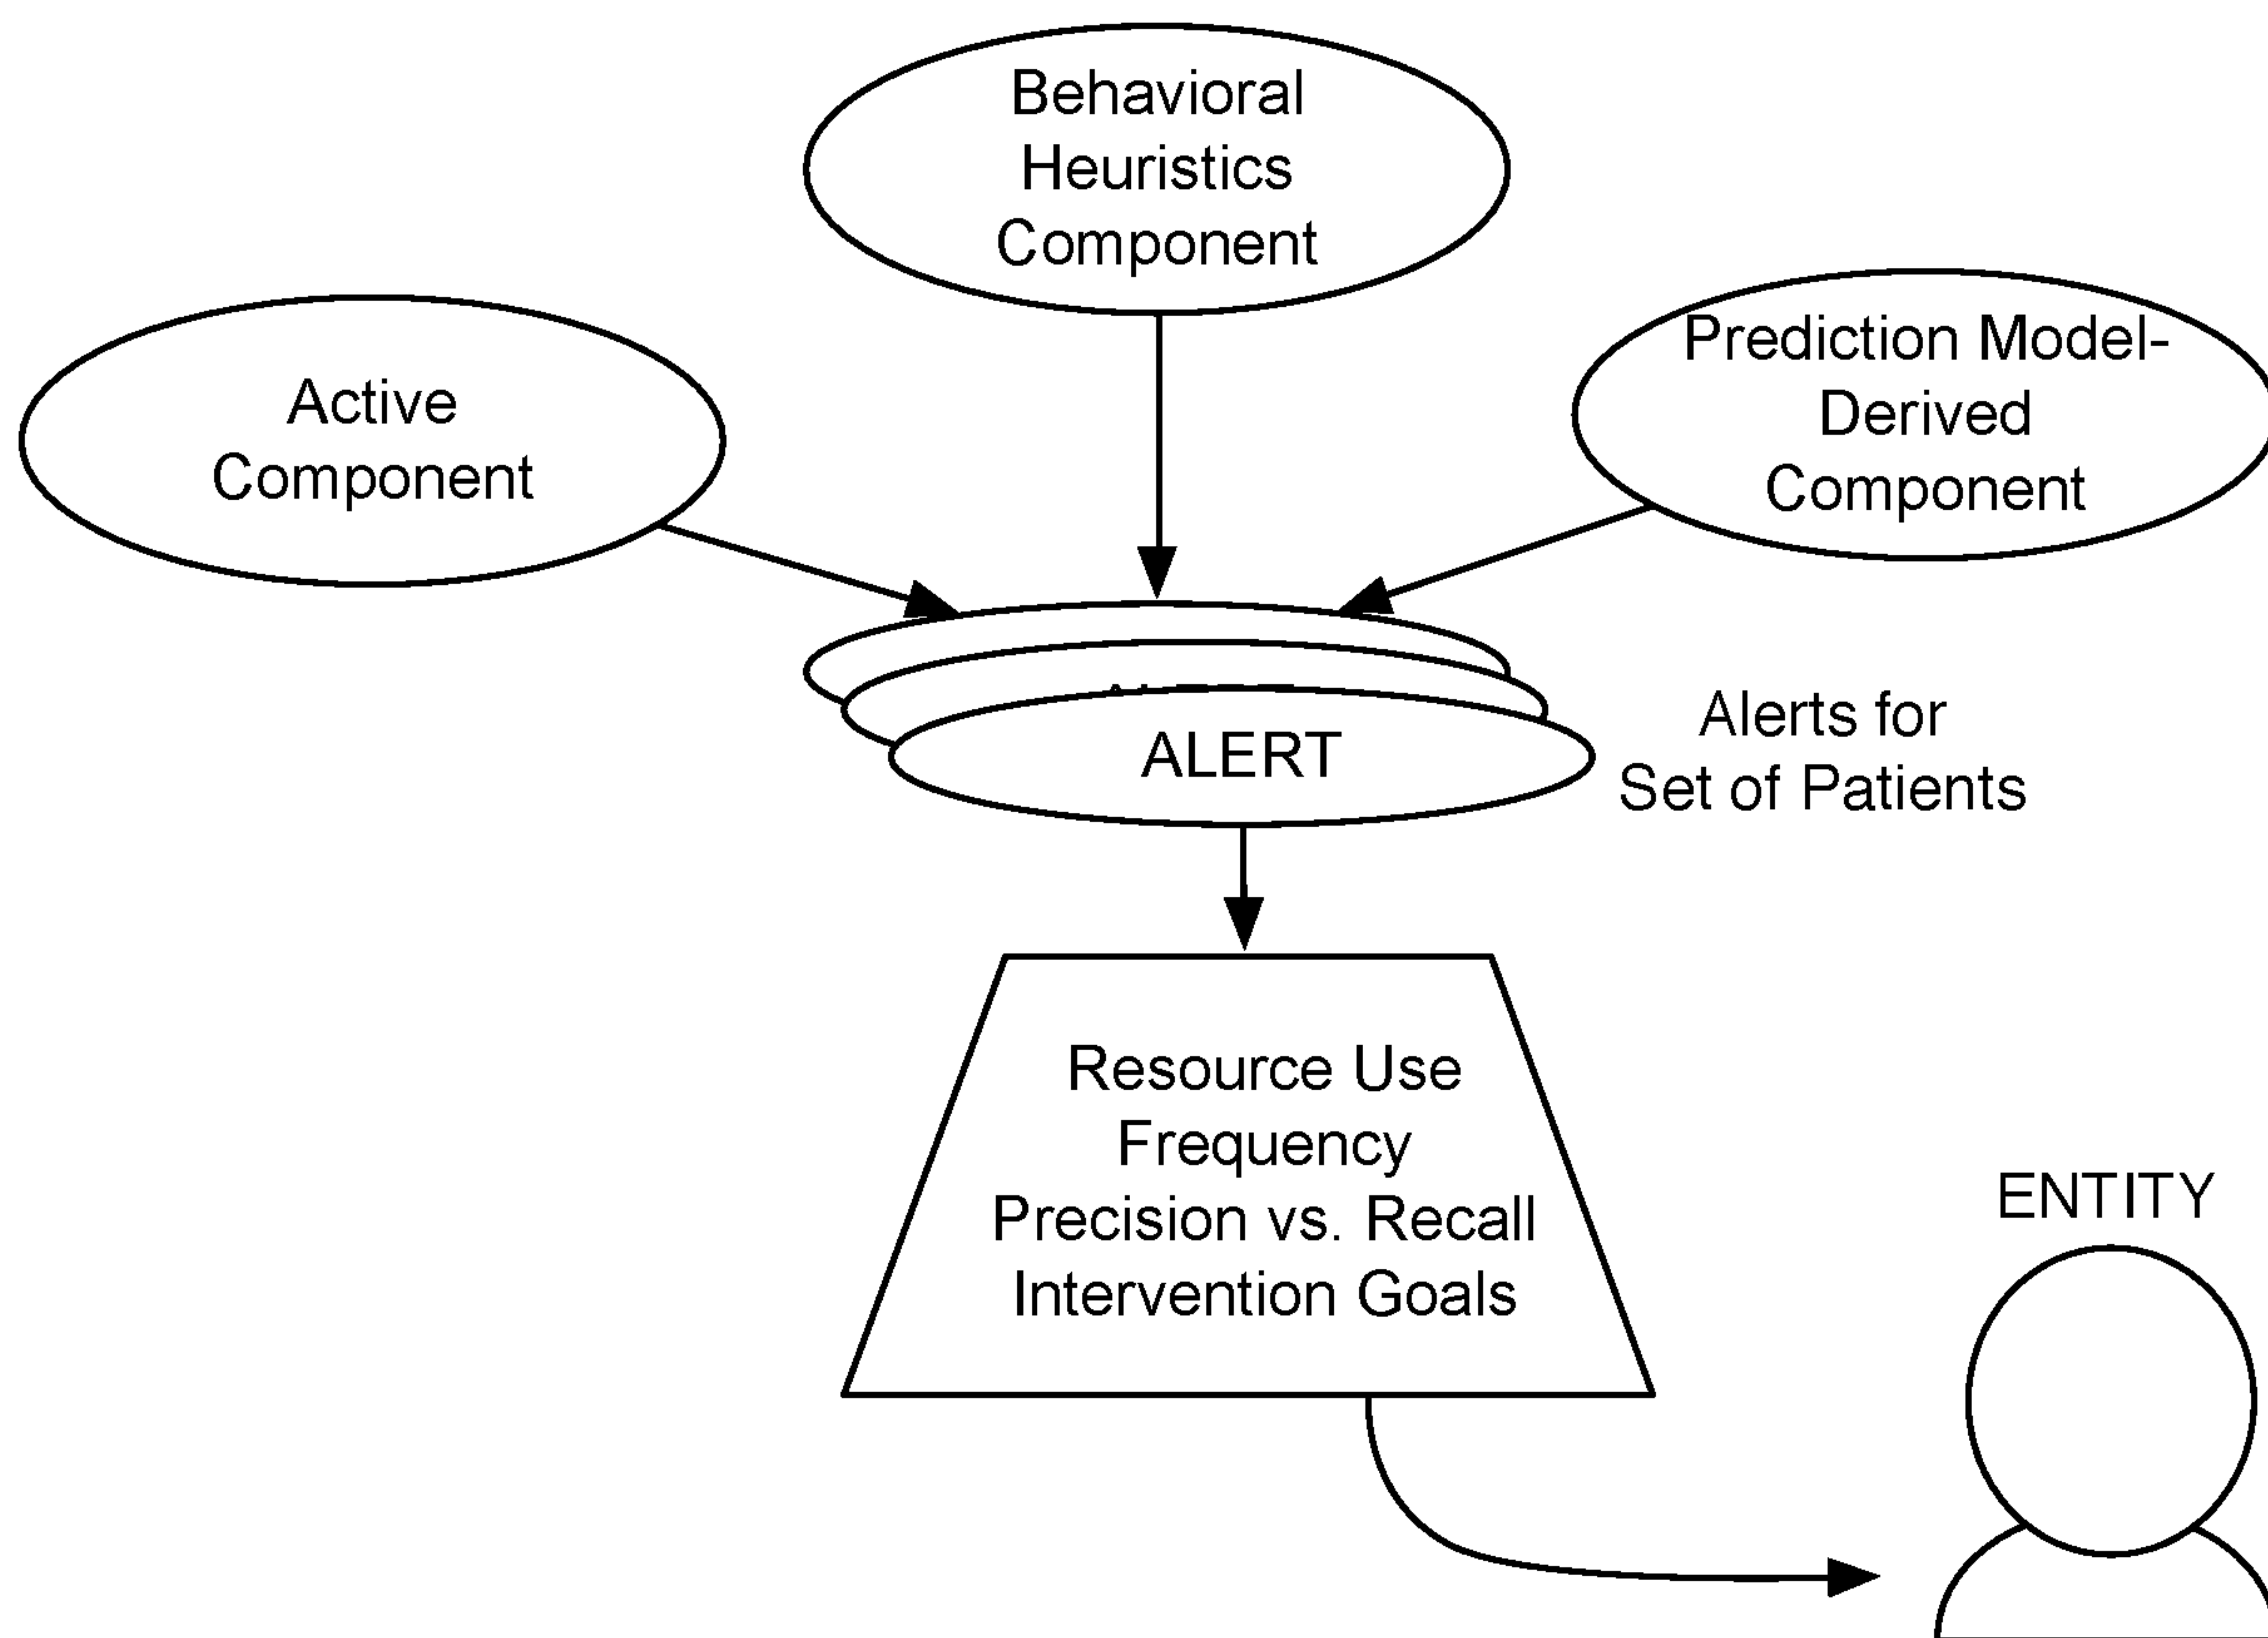 Behavioral
Heuristics
Component
Active
Component
Prediction Model-
Derived
Component
ALERT
Alerts for
Set of Patients
Resource Use
Frequency
Precision vs. Recall
Intervention Goals
ENTITY